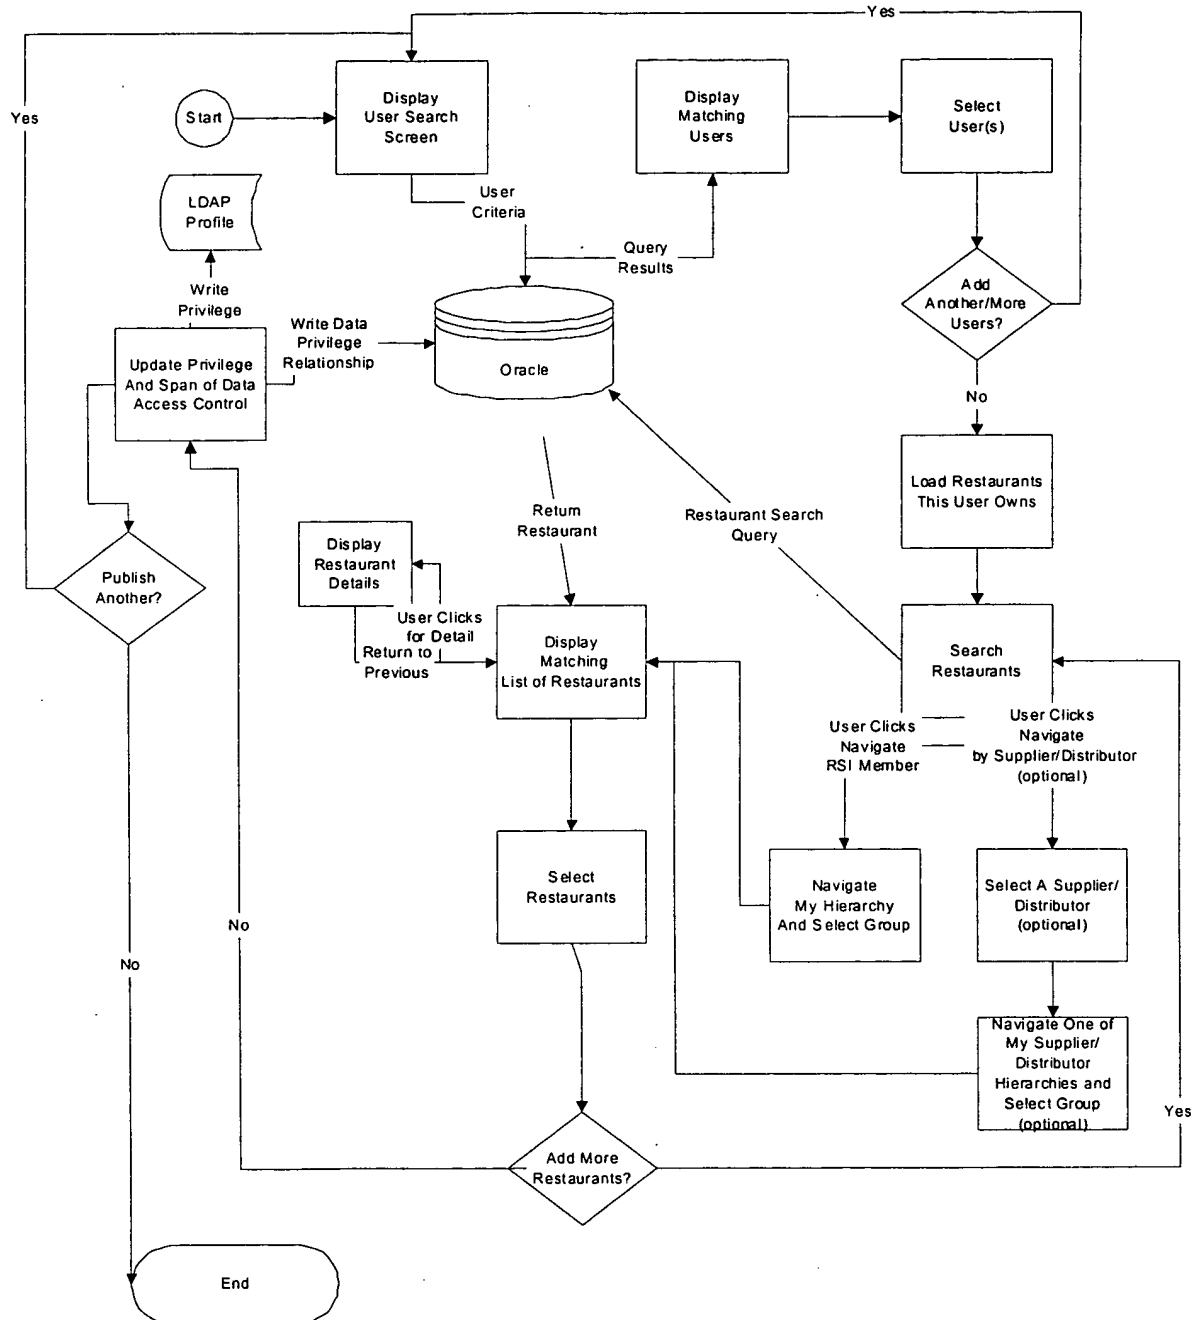 Yes
Yes
Start
Display
User Search
Screen
Display
Matching
Users
Select
User(s)
LDAP
Profile
User
Criteria
Query
Results
Add
Another/More
Users?
Write
Privilege
Write Data
Privilege
Relationship
Oracle
Update Privilege
And Span of Data
Access Control
No
Load Restaurants
This User Owns
Return
Restaurant
Restaurant Search
Query
Display
Restaurant
Details
Publish
Another?
User Clicks
for Detail
Return to
Previous
Display
Matching
List of Restaurants
Search
Restaurants
User Clicks
Navigate
RSI Member
User Clicks
Navigate
by Supplier/Distributor
(optional)
Select
Restaurants
Navigate
My Hierarchy
And Select Group
Select A Supplier/
Distributor
(optional)
No
No
Navigate One of
My Supplier/
Distributor
Hierarchies and
Select Group
(optional)
Yes
Add More
Restaurants?
End